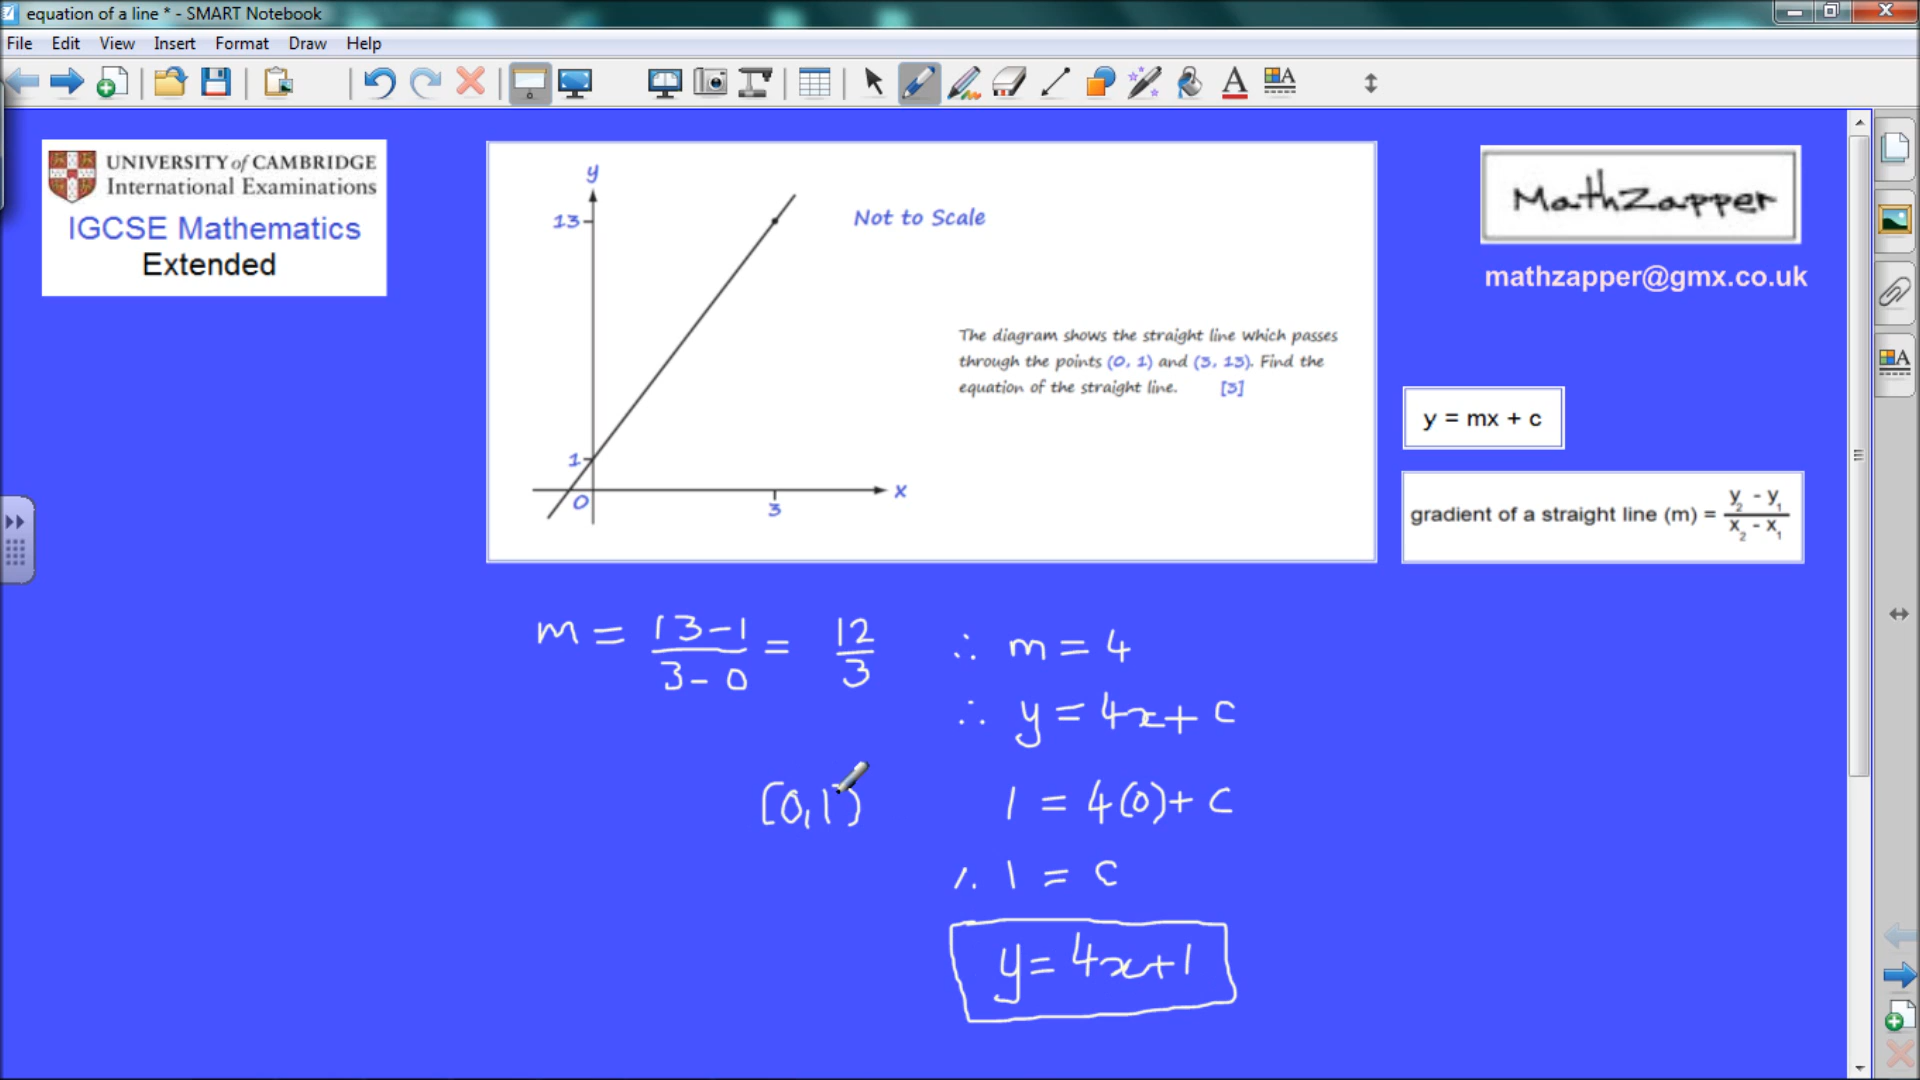 equation of a line * - SMART Notebook
File Edit View Insert Format Draw Help
UNIVERSITY of CAMBRIDGE
International Examinations
IGCSE Mathematics
Extended
y
13
Not to Scale
The diagram shows the straight line which passes
through the points (0, 1) and (3, 13). Find the
equation of the straight line. [3]
1
0
3
x
MathZapper
mathzapper@gmx.co.uk
y = mx + c
gradient of a straight line (m) = y₂ - y₁ / x₂ - x₁
m = 13-1 / 3-0 = 12/3 ∴ m = 4
∴ y = 4x + c
(0,1) 1 = 4(0) + c
∴ 1 = c
y = 4x+1